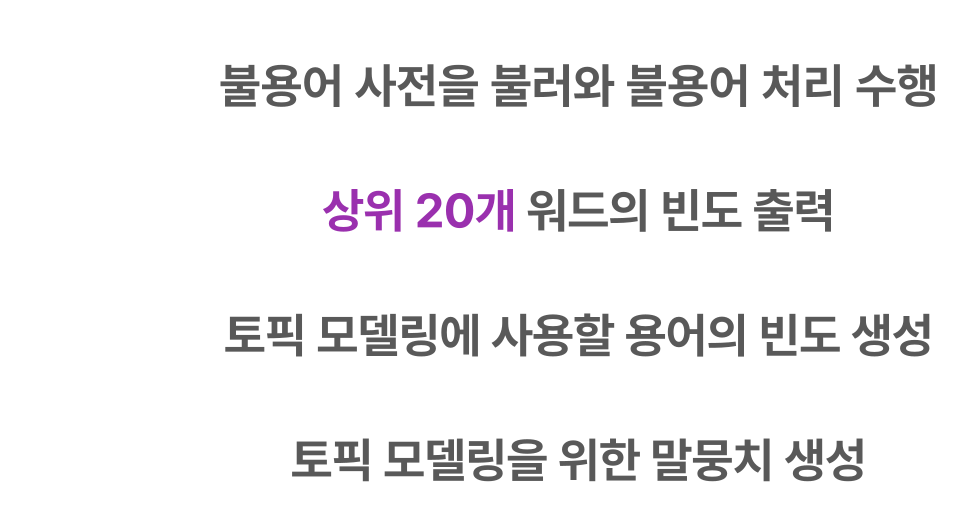 불용어 사전을 불러와 불용어 처리 수행
상위 20개 워드의 빈도 출력
토픽 모델링에 사용할 용어의 빈도 생성
토픽 모델링을 위한 말뭉치 생성